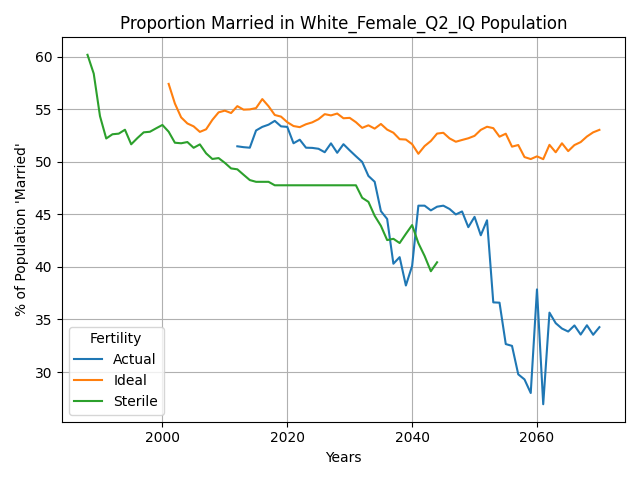 Proportion Married in White_Female_Q2_IQ Population
% of Population 'Married'
60
55
50
45
40
35
30
Fertility
Actual
Ideal
Sterile
2000
2020
2040
2060
Years